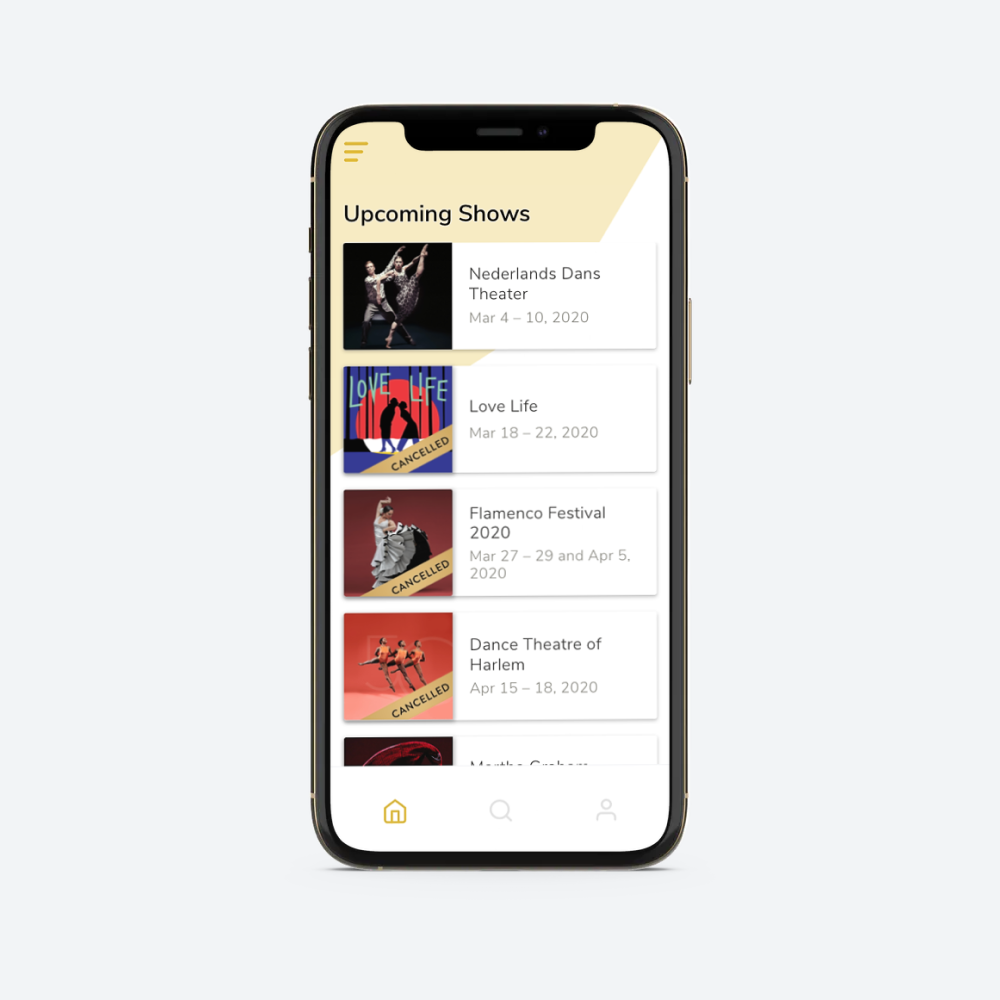 Upcoming Shows
Nederlands Dans
Theater
Mar 4 – 10, 2020
LOVE LIFE
CANCELLED
Love Life
Mar 18 – 22, 2020
CANCELLED
Flamenco Festival
2020
Mar 27 – 29 and Apr 5,
2020
CANCELLED
Dance Theatre of
Harlem
Apr 15 – 18, 2020